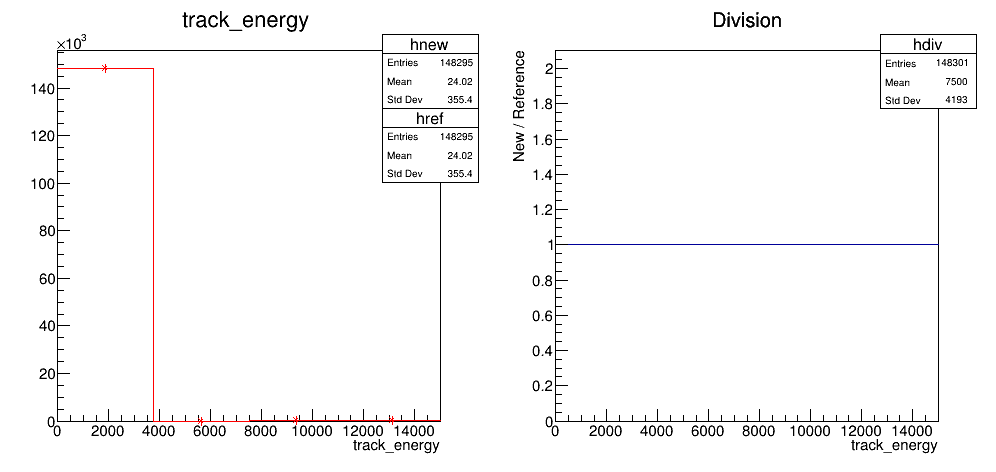 track_energy
×10³
hnew
Entries 148295
Mean 24.02
Std Dev 355.4
href
Entries 148295
Mean 24.02
Std Dev 355.4
140
120
100
80
60
40
20
0
0 2000 4000 6000 8000 10000 12000 14000
track_energy
Division
hdiv
Entries 148301
Mean 7500
Std Dev 4193
New / Reference
2
1.8
1.6
1.4
1.2
1
0.8
0.6
0.4
0.2
0
0 2000 4000 6000 8000 10000 12000 14000
track_energy